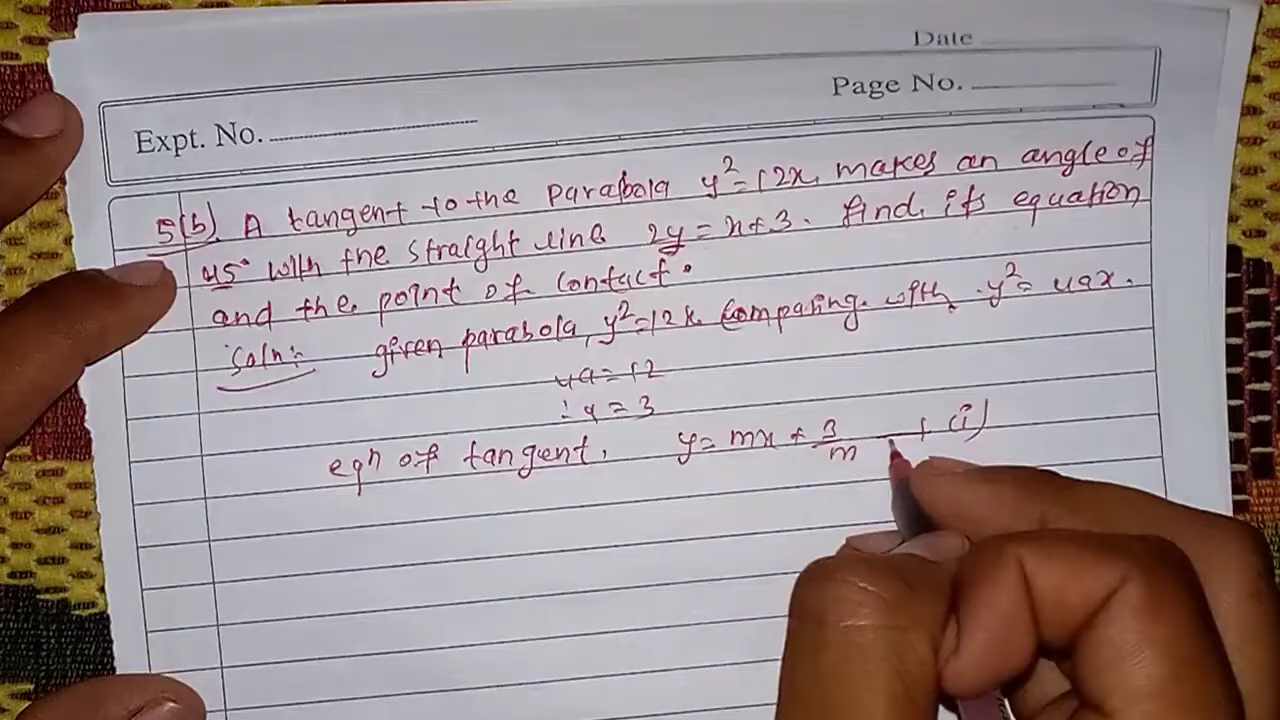 Date
Page No.
Expt. No.
5(b). A tangent to the parabola y²=12x makes an angle of
45° with the straight line 2y=x+3. find its equation
and the point of contact.
Soln:- given parabola, y²=12x comparing with y²=4ax.
4a=12
∴ a=3
eqn of tangent, y=mx+3/m → (i)